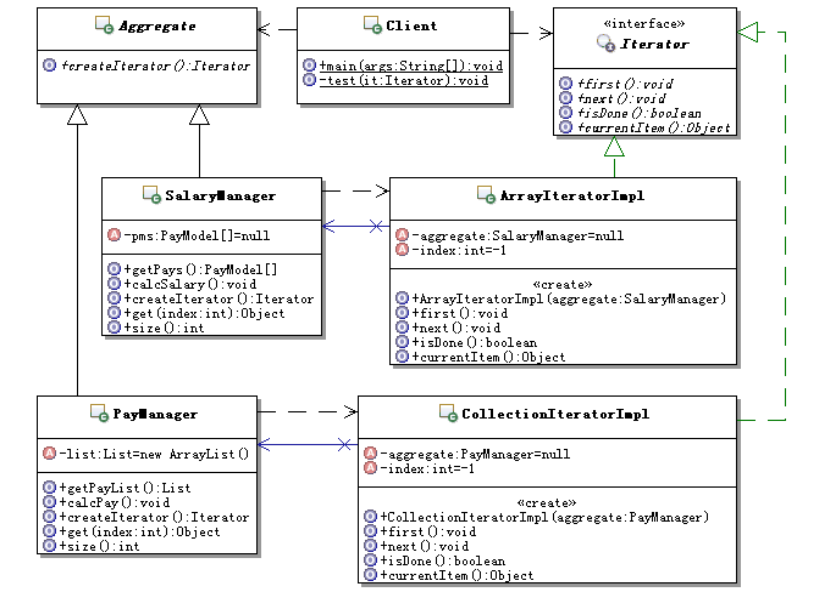 Aggregate
+createIterator():Iterator
Client
+main(args:String[]):void
-test(it:Iterator):void
«interface»
Iterator
+first():void
+next():void
+isDone():boolean
+currentItem():Object
SalaryManager
-pms:PayModel[]=null
+getPays():PayModel[]
+calcSalary():void
+createIterator():Iterator
+get(index:int):Object
+size():int
ArrayIteratorImpl
-aggregate:SalaryManager=null
-index:int=-1
«create»
+ArrayIteratorImpl(aggregate:SalaryManager)
+first():void
+next():void
+isDone():boolean
+currentItem():Object
PayManager
-list:List=new ArrayList()
+getPayList():List
+calcPay():void
+createIterator():Iterator
+get(index:int):Object
+size():int
CollectionIteratorImpl
-aggregate:PayManager=null
-index:int=-1
«create»
+CollectionIteratorImpl(aggregate:PayManager)
+first():void
+next():void
+isDone():boolean
+currentItem():Object